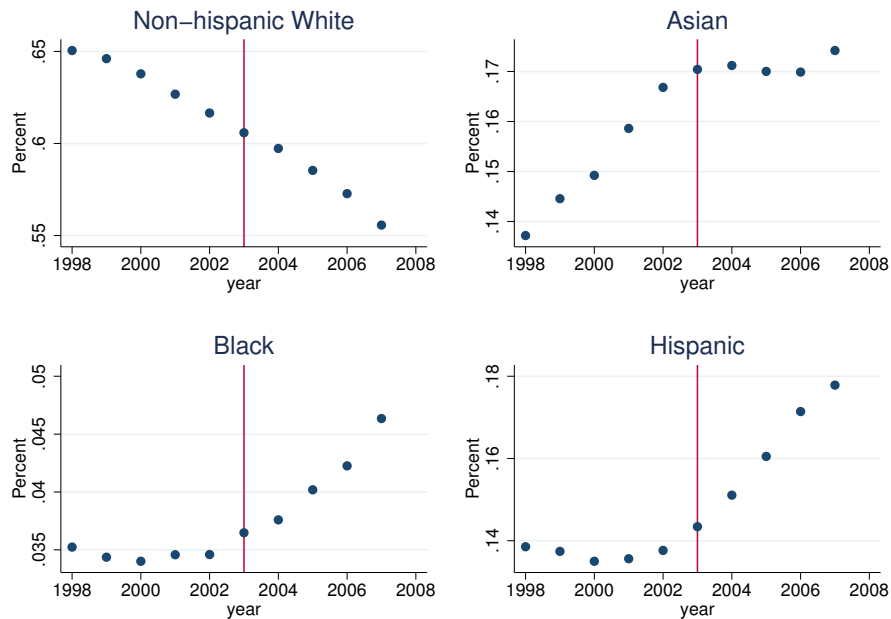 Non−hispanic White
Percent
.65
.6
.55
1998 2000 2002 2004 2006 2008
year
Asian
Percent
.17
.16
.15
.14
1998 2000 2002 2004 2006 2008
year
Black
Percent
.05
.045
.04
.035
1998 2000 2002 2004 2006 2008
year
Hispanic
Percent
.18
.16
.14
1998 2000 2002 2004 2006 2008
year